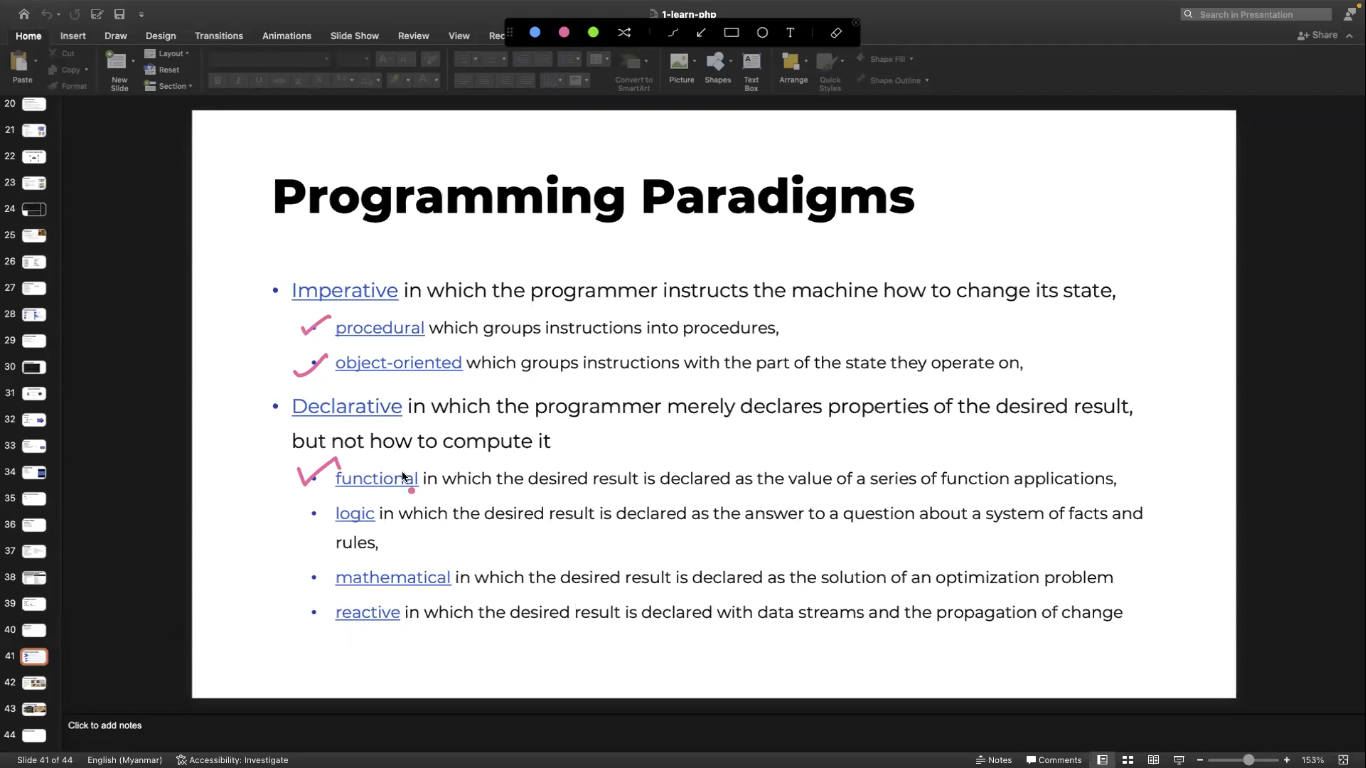 1-learn-php
Search in Presentation
Home Insert Draw Design Transitions Animations Slide Show Review View Rec
Share
Paste
Cut
Copy
Format
New Slide
Layout
Reset
Section
Convert to SmartArt
Picture
Shapes
Text Box
Arrange
Quick Styles
Shape Fill
Shape Outline
20
21
22
23
24
25
26
27
28
29
30
31
32
33
34
35
36
37
38
39
40
41
42
43
44
Programming Paradigms
• Imperative in which the programmer instructs the machine how to change its state,
procedural which groups instructions into procedures,
object-oriented which groups instructions with the part of the state they operate on,
• Declarative in which the programmer merely declares properties of the desired result,
but not how to compute it
functional in which the desired result is declared as the value of a series of function applications,
• logic in which the desired result is declared as the answer to a question about a system of facts and
rules,
• mathematical in which the desired result is declared as the solution of an optimization problem
• reactive in which the desired result is declared with data streams and the propagation of change
Click to add notes
Slide 41 of 44 English (Myanmar) Accessibility: Investigate Notes Comments 153%